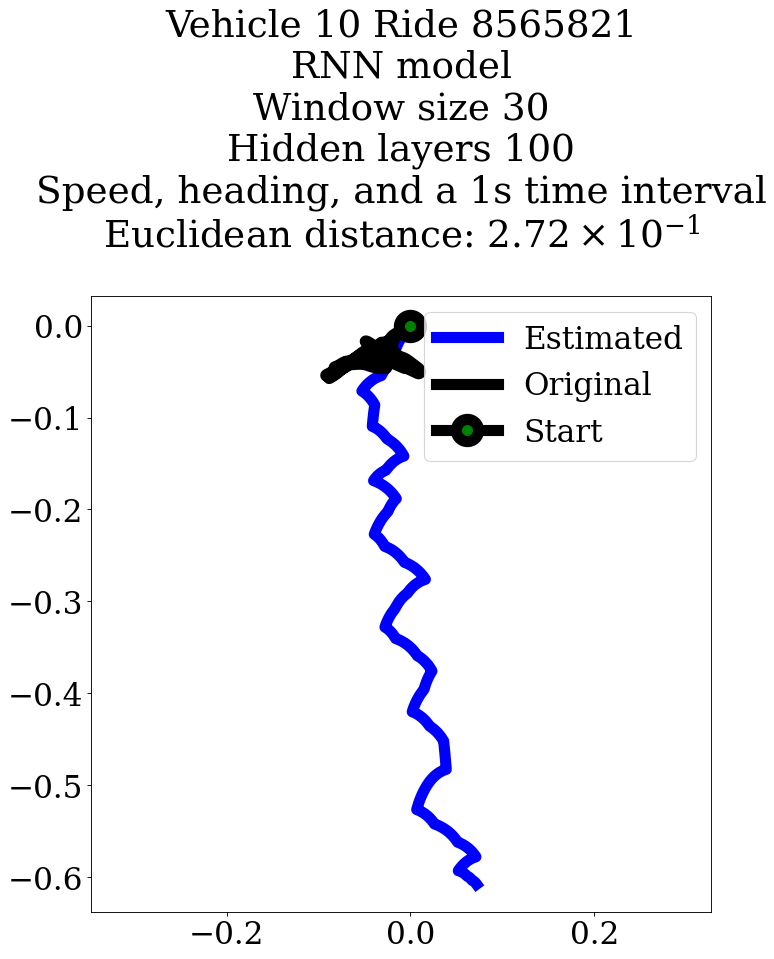 Vehicle 10 Ride 8565821
RNN model
Window size 30
Hidden layers 100
Speed, heading, and a 1s time interval
Euclidean distance: 2.72 × 10⁻¹
Estimated
Original
Start
0.0
−0.1
−0.2
−0.3
−0.4
−0.5
−0.6
−0.2 0.0 0.2